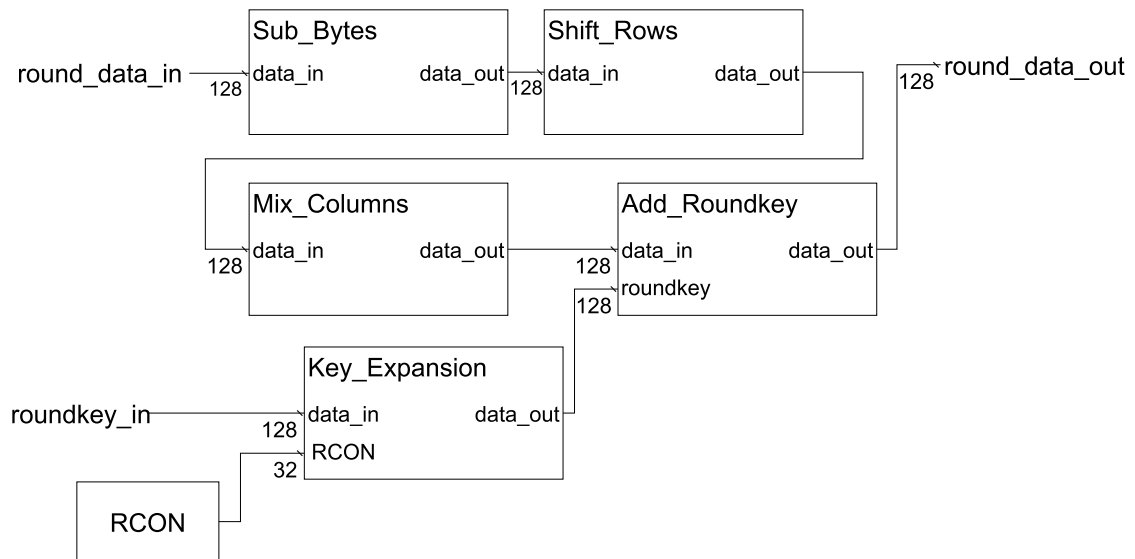 Sub_Bytes
Shift_Rows
round_data_in
128
data_in
data_out
128
data_in
data_out
128
round_data_out
Mix_Columns
Add_Roundkey
128
data_in
data_out
128
data_in
data_out
128
roundkey
Key_Expansion
roundkey_in
128
data_in
data_out
32
RCON
RCON